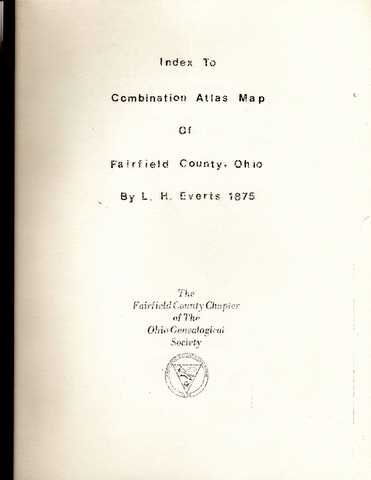 Index To
Combination Atlas Map
Of
Fairfield County, Ohio
By L. H. Everts 1875
The
Fairfield County Chapter
of The
Ohio Genealogical
Society